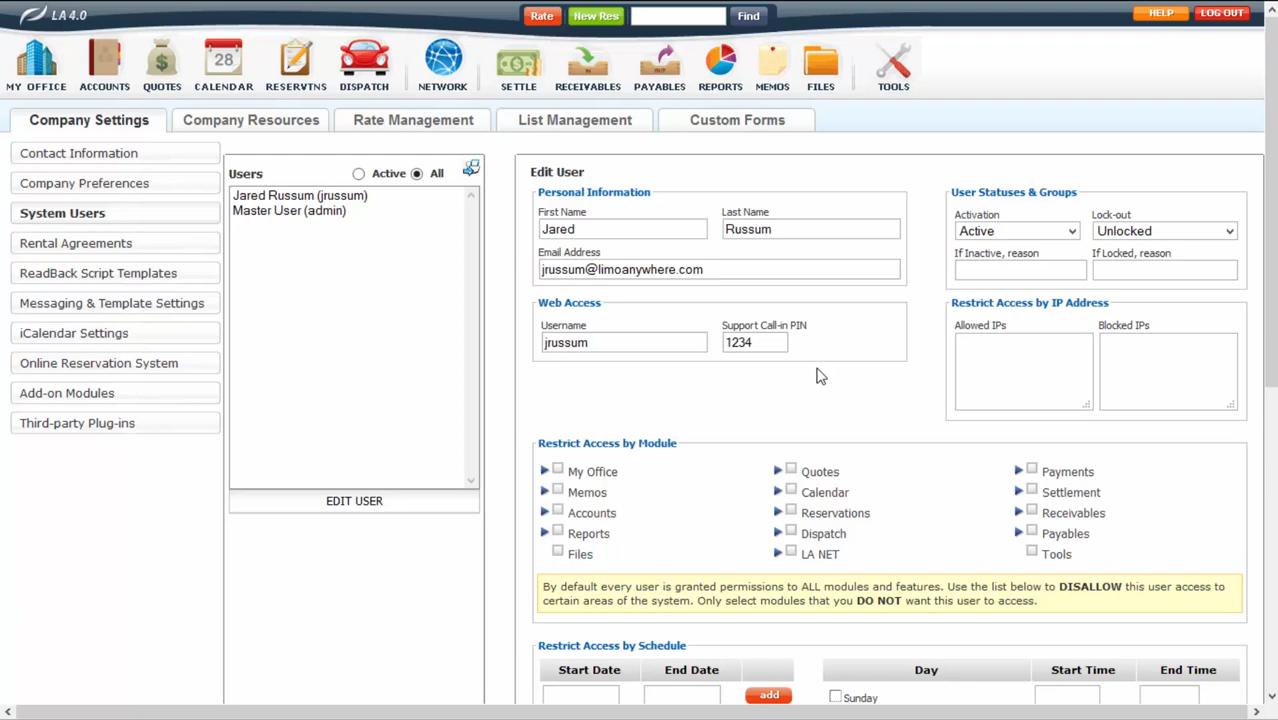 LA 4.0
Rate
New Res
Find
HELP
LOG OUT
28
IN
OUT
MY OFFICE
ACCOUNTS
QUOTES
CALENDAR
RESERVTNS
DISPATCH
NETWORK
SETTLE
RECEIVABLES
PAYABLES
REPORTS
MEMOS
FILES
TOOLS
Company Settings
Company Resources
Rate Management
List Management
Custom Forms
Contact Information
Company Preferences
System Users
Rental Agreements
ReadBack Script Templates
Messaging & Template Settings
iCalendar Settings
Online Reservation System
Add-on Modules
Third-party Plug-ins
Users
Active
All
Jared Russum (jrussum)
Master User (admin)
EDIT USER
Edit User
Personal Information
First Name
Last Name
Jared
Russum
Email Address
jrussum@limoanywhere.com
Web Access
Username
Support Call-in PIN
jrussum
1234
User Statuses & Groups
Activation
Lock-out
Active
Unlocked
If Inactive, reason
If Locked, reason
Restrict Access by IP Address
Allowed IPs
Blocked IPs
Restrict Access by Module
My Office
Quotes
Payments
Memos
Calendar
Settlement
Accounts
Reservations
Receivables
Reports
Dispatch
Payables
Files
LA NET
Tools
By default every user is granted permissions to ALL modules and features. Use the list below to DISALLOW this user access to
certain areas of the system. Only select modules that you DO NOT want this user to access.
Restrict Access by Schedule
Start Date
End Date
Day
Start Time
End Time
add
Sunday